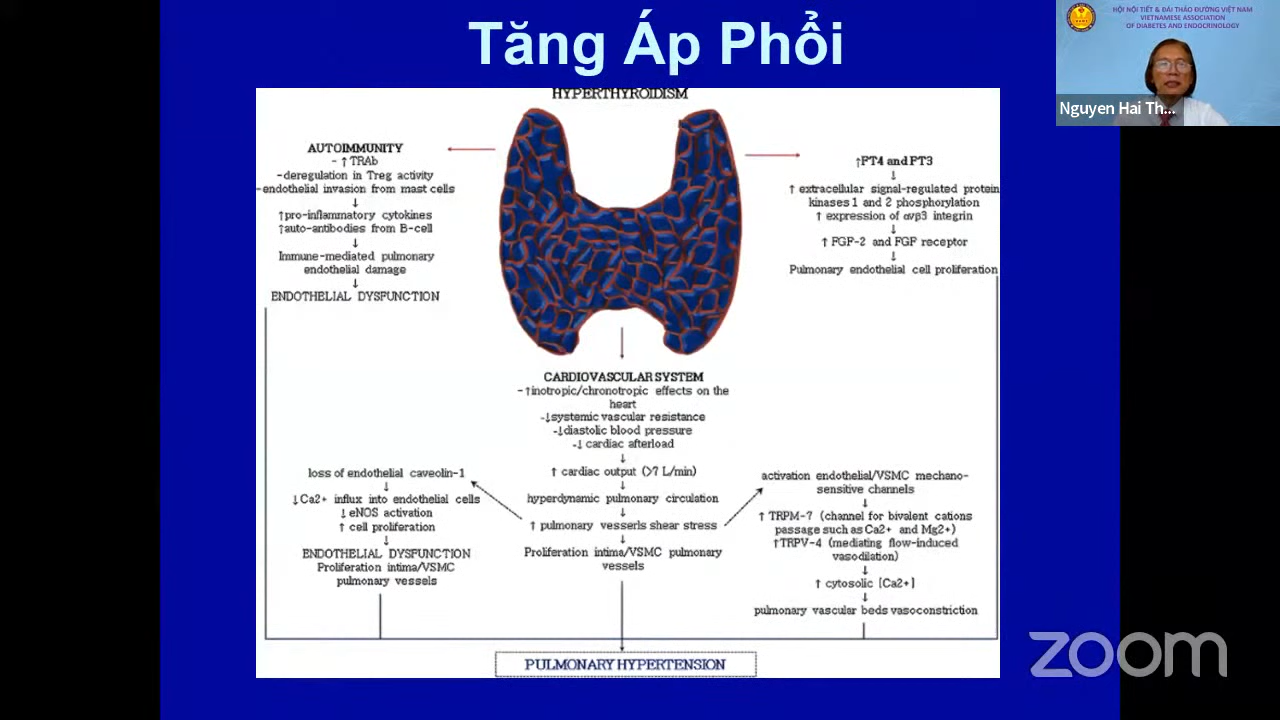 Tăng Áp Phổi
HỘI NỘI TIẾT & ĐÁI THÁO ĐƯỜNG VIỆT NAM
VIETNAMESE ASSOCIATION
OF DIABETES AND ENDOCRINOLOGY
Nguyen Hai Th...
HYPERTHYROIDISM
AUTOIMMUNITY
- ↑ TRAb
-deregulation in Treg activity
-endothelial invasion from mast cells
↓
↑pro-inflammatory cytokines
↑auto-antibodies from B-cell
↓
Immune-mediated pulmonary
endothelial damage
↓
ENDOTHELIAL DYSFUNCTION
↑FT4 and FT3
↓
↑ extracellular signal-regulated protein
kinases 1 and 2 phosphorylation
↑ expression of αvβ3 integrin
↓
↑ FGF-2 and FGF receptor
↓
Pulmonary endothelial cell proliferation
CARDIOVASCULAR SYSTEM
-↑inotropic/chronotropic effects on the
heart
-↓systemic vascular resistance
-↓diastolic blood pressure
-↓ cardiac afterload
↓
↑ cardiac output (>7 L/min)
↓
hyperdynamic pulmonary circulation
↓
↑ pulmonary vesserls shear stress
↓
Proliferation intima/VSMC pulmonary
vessels
loss of endothelial caveolin-1
↓
↓Ca2+ influx into endothelial cells
↓ eNOS activation
↑ cell proliferation
↓
ENDOTHELIAL DYSFUNCTION
Proliferation intima/VSMC
pulmonary vessels
activation endothelial/VSMC mechano-
sensitive channels
↓
↑ TRPM-7 (channel for bivalent cations
passage such as Ca2+ and Mg2+)
↑TRPV-4 (mediating flow-induced
vasodilation)
↓
↑ cytosolic [Ca2+]
↓
pulmonary vascular beds vasoconstriction
PULMONARY HYPERTENSION
zoom